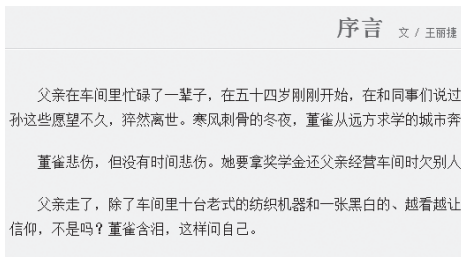 序言 文 / 王丽捷
父亲在车间里忙碌了一辈子，在五十四岁刚刚开始，在和同事们说过
孙这些愿望不久，猝然离世。寒风刺骨的冬夜，董雀从远方求学的城市奔
董雀悲伤，但没有时间悲伤。她要拿奖学金还父亲经营车间时欠别人
父亲走了，除了车间里十台老式的纺织机器和一张黑白的、越看越让
信仰，不是吗？董雀含泪，这样问自己。